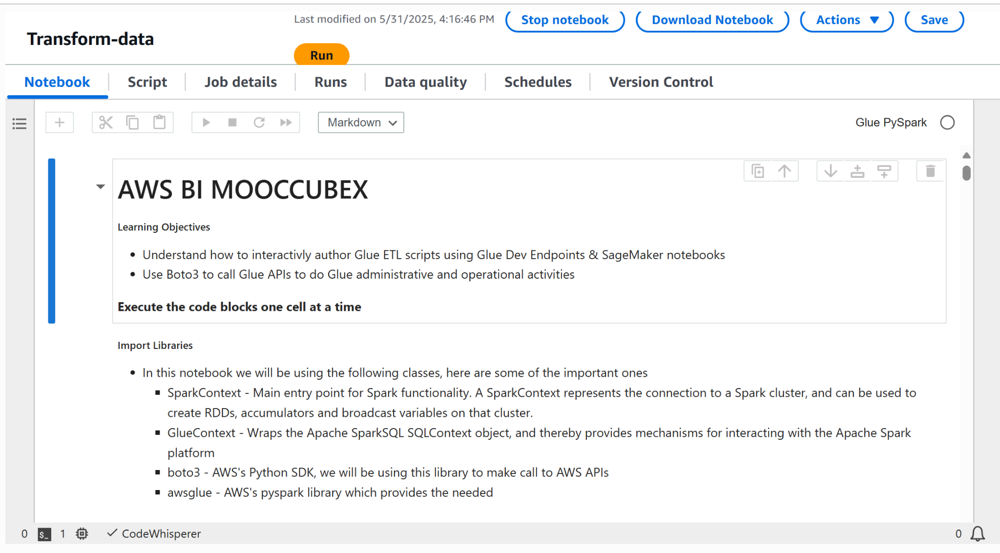 Last modified on 5/31/2025, 4:16:46 PM
Stop notebook
Download Notebook
Actions
Save
Transform-data
Run
Notebook
Script
Job details
Runs
Data quality
Schedules
Version Control
Markdown
Glue PySpark
AWS BI MOOCCUBEX
Learning Objectives
Understand how to interactivly author Glue ETL scripts using Glue Dev Endpoints & SageMaker notebooks
Use Boto3 to call Glue APIs to do Glue administrative and operational activities
Execute the code blocks one cell at a time
Import Libraries
In this notebook we will be using the following classes, here are some of the important ones
SparkContext - Main entry point for Spark functionality. A SparkContext represents the connection to a Spark cluster, and can be used to
create RDDs, accumulators and broadcast variables on that cluster.
GlueContext - Wraps the Apache SparkSQL SQLContext object, and thereby provides mechanisms for interacting with the Apache Spark
platform
boto3 - AWS's Python SDK, we will be using this library to make call to AWS APIs
awsglue - AWS's pyspark library which provides the needed
0 $_ 1 CodeWhisperer 0